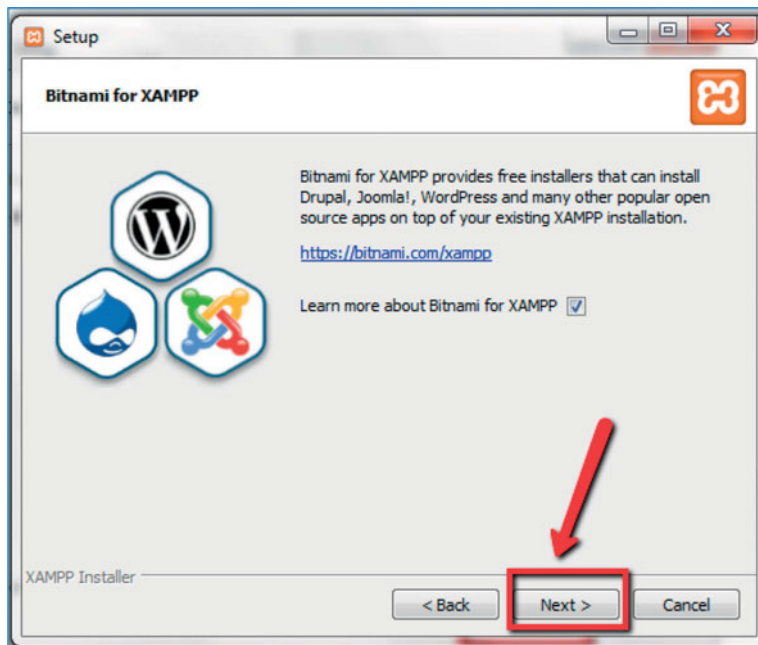 Setup
Bitnami for XAMPP
Bitnami for XAMPP provides free installers that can install
Drupal, Joomla!, WordPress and many other popular open
source apps on top of your existing XAMPP installation.
https://bitnami.com/xampp
Learn more about Bitnami for XAMPP
XAMPP Installer
< Back Next > Cancel